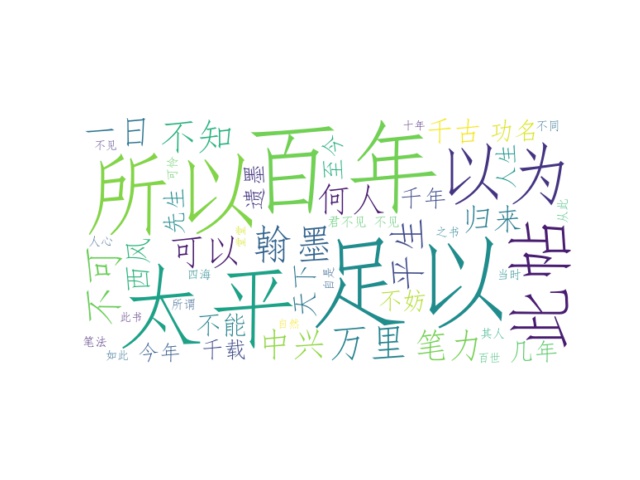 十年
千古
功名
不同
一日
不知
百年
至今
人生
不见
所以
以为
可怜
遗墨
何人
千年
先生
君不见 不见
归来
从此
之书
人心
西风
可以
翰墨
平生
此帖
不可
太平
足以
四海
天下
自是
当时
所谓
不妨
此书
不能
自然
笔法
如此
今年
千载
中兴
万里
笔力
其人
百世
几年